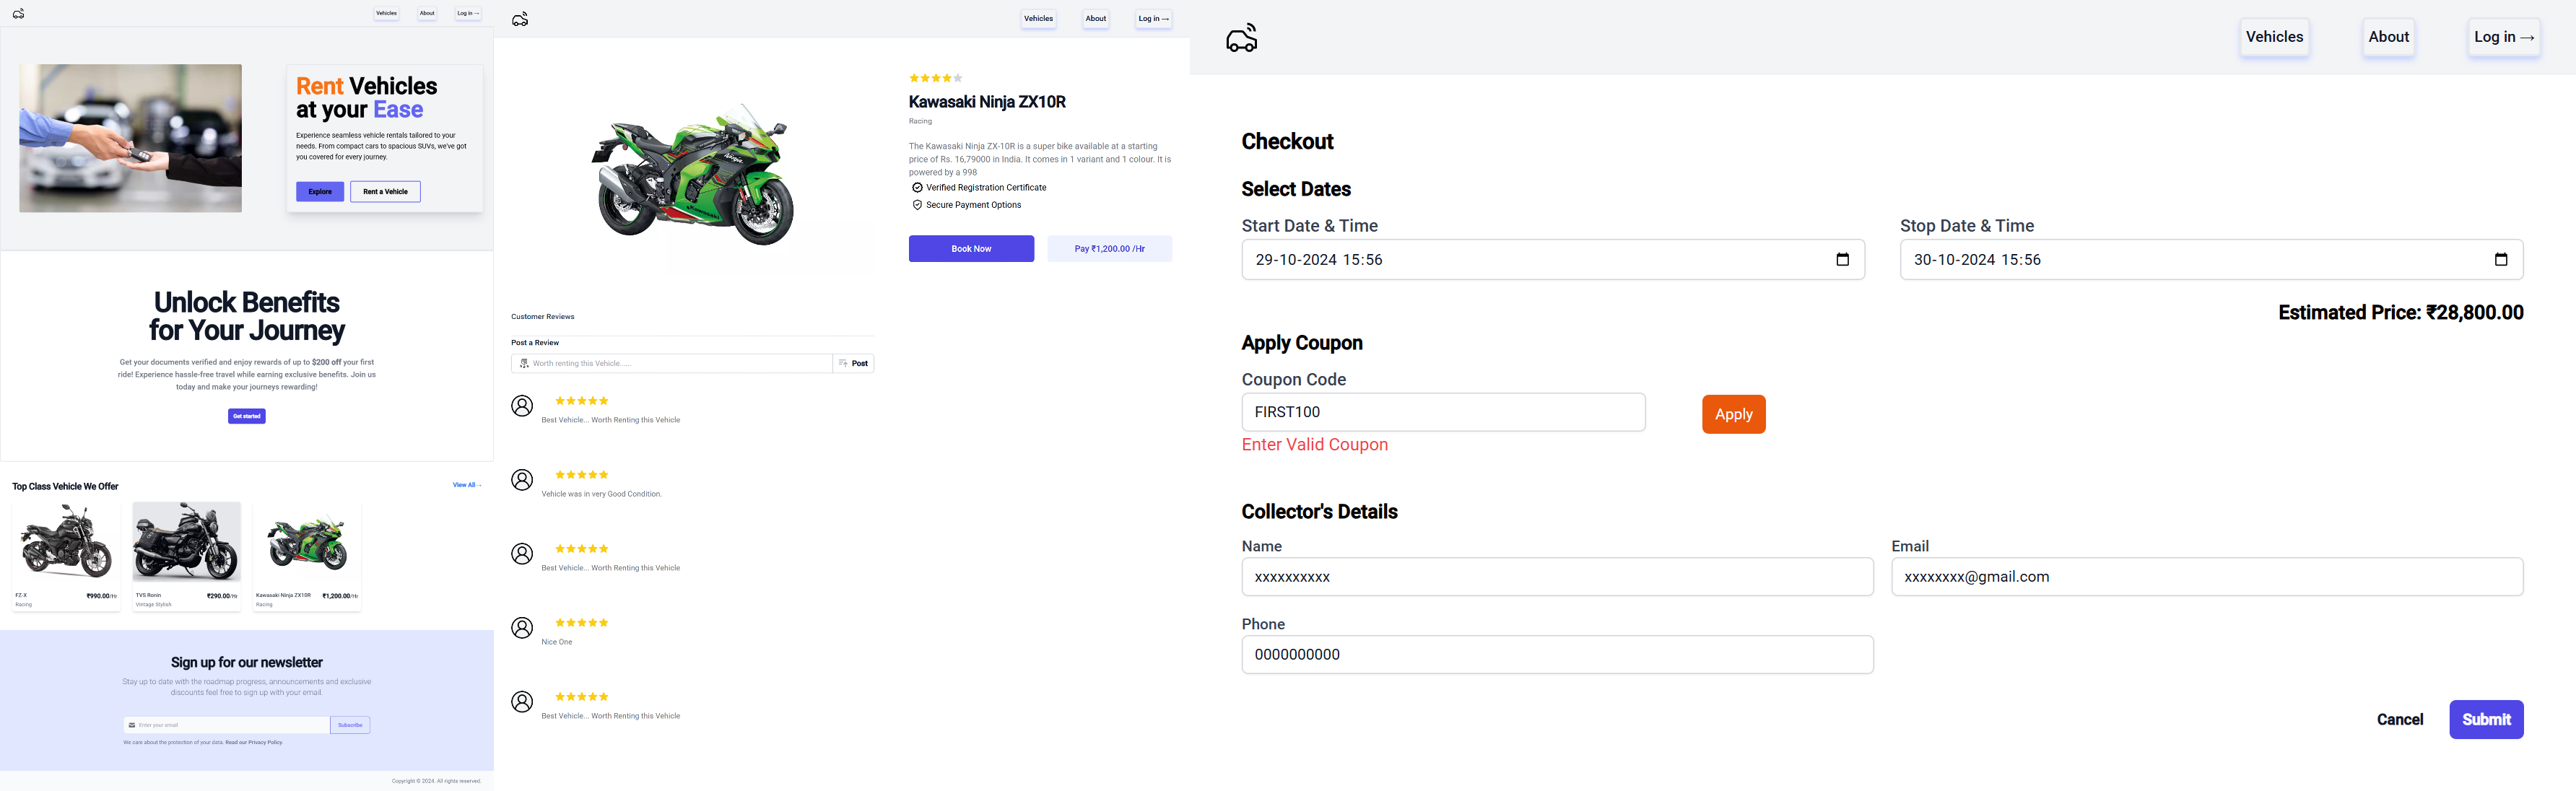 Vehicles
About
Log in →
Rent Vehicles
at your Ease
Experience seamless vehicle rentals tailored to your
needs. From compact cars to spacious SUVs, we've got
you covered for every journey.
Explore
Rent a Vehicle
Unlock Benefits
for Your Journey
Get your documents verified and enjoy rewards of up to $200 off your first
ride! Experience hassle-free travel while earning exclusive benefits. Join us
today and make your journeys rewarding!
Get started
Top Class Vehicle We Offer
View All→
FZ-X
₹990.00/Hr
Racing
TVS Ronin
₹290.00/Hr
Vintage Stylish
Kawasaki Ninja ZX10R
₹1,200.00/Hr
Racing
Sign up for our newsletter
Stay up to date with the roadmap progress, announcements and exclusive
discounts feel free to sign up with your email.
Enter your email
Subscribe
We care about the protection of your data. Read our Privacy Policy.
Copyright © 2024. All rights reserved.
Vehicles
About
Log in →
Kawasaki Ninja ZX10R
Racing
The Kawasaki Ninja ZX-10R is a super bike available at a starting
price of Rs. 16,79000 in India. It comes in 1 variant and 1 colour. It is
powered by a 998
Verified Registration Certificate
Secure Payment Options
Book Now
Pay ₹1,200.00 /Hr
Customer Reviews
Post a Review
Worth renting this Vehicle......
Post
Best Vehicle... Worth Renting this Vehicle
Vehicle was in very Good Condition.
Best Vehicle... Worth Renting this Vehicle
Nice One
Best Vehicle... Worth Renting this Vehicle
Vehicles
About
Log in →
Checkout
Select Dates
Start Date & Time
Stop Date & Time
29-10-2024 15:56
30-10-2024 15:56
Estimated Price: ₹28,800.00
Apply Coupon
Coupon Code
FIRST100
Apply
Enter Valid Coupon
Collector's Details
Name
Email
xxxxxxxxxx
xxxxxxxx@gmail.com
Phone
0000000000
Cancel
Submit